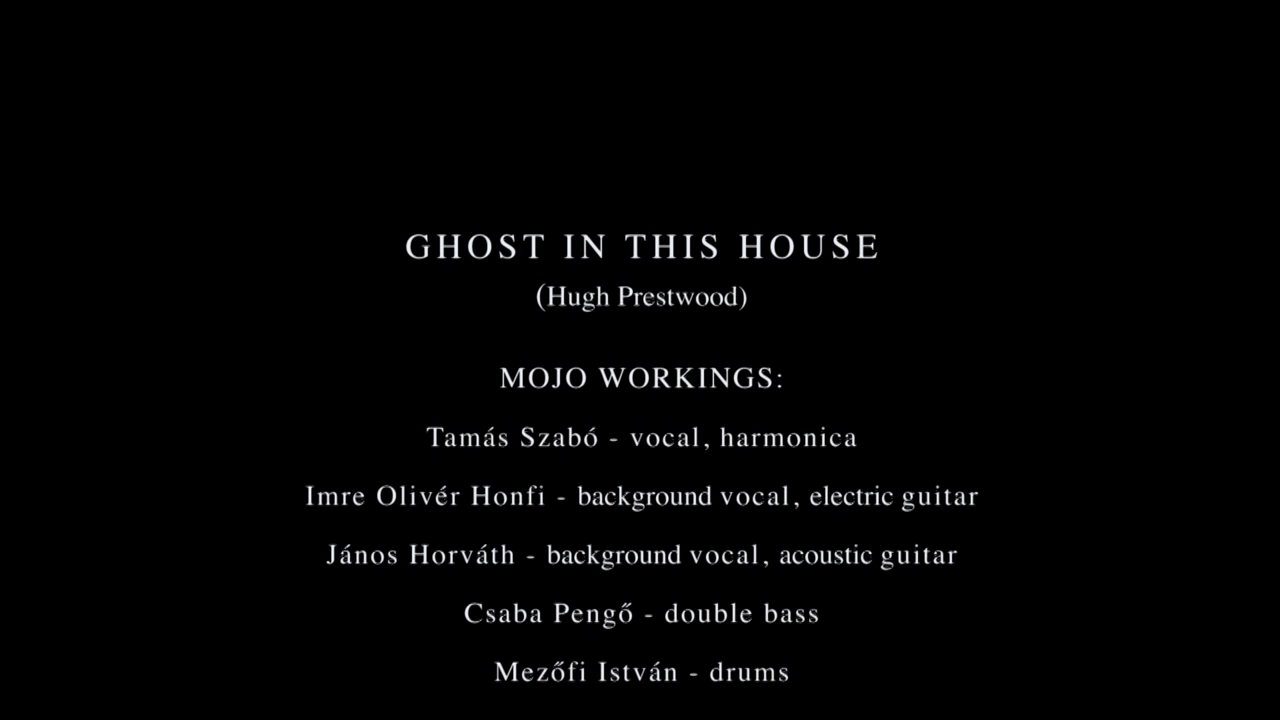 GHOST IN THIS HOUSE
(Hugh Prestwood)
MOJO WORKINGS:
Tamás Szabó - vocal, harmonica
Imre Olivér Honfi - background vocal, electric guitar
János Horváth - background vocal, acoustic guitar
Csaba Pengő - double bass
Mezőfi István - drums